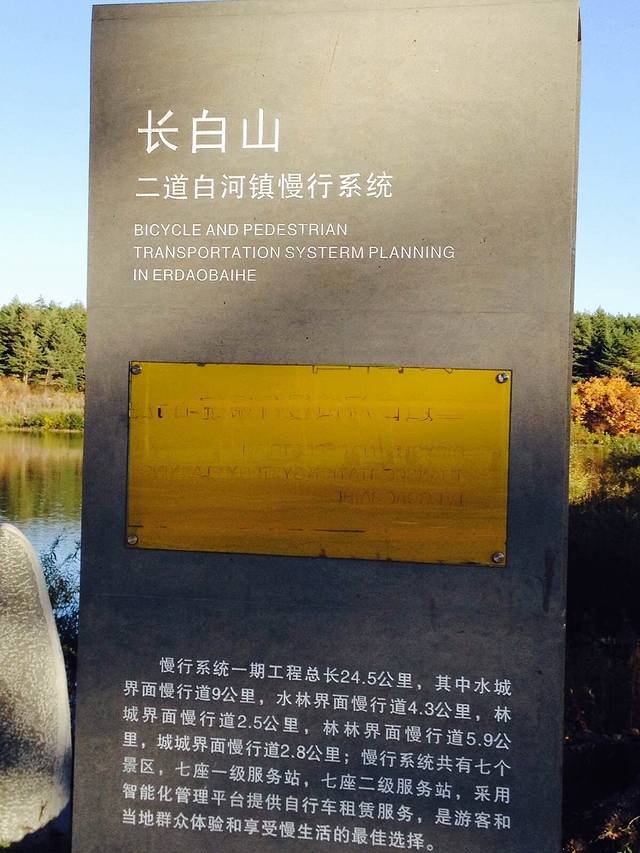 长白山
二道白河镇慢行系统
BICYCLE AND PEDESTRIAN
TRANSPORTATION SYSTERM PLANNING
IN ERDAOBAIHE
慢行系统一期工程总长24.5公里，其中水城
界面慢行道9公里，水林界面慢行道4.3公里，林
城界面慢行道2.5公里，林林界面慢行道5.9公
里，城城界面慢行道2.8公里；慢行系统共有七个
景区，七座一级服务站，七座二级服务站，采用
智能化管理平台提供自行车租赁服务，是游客和
当地群众体验和享受慢生活的最佳选择。